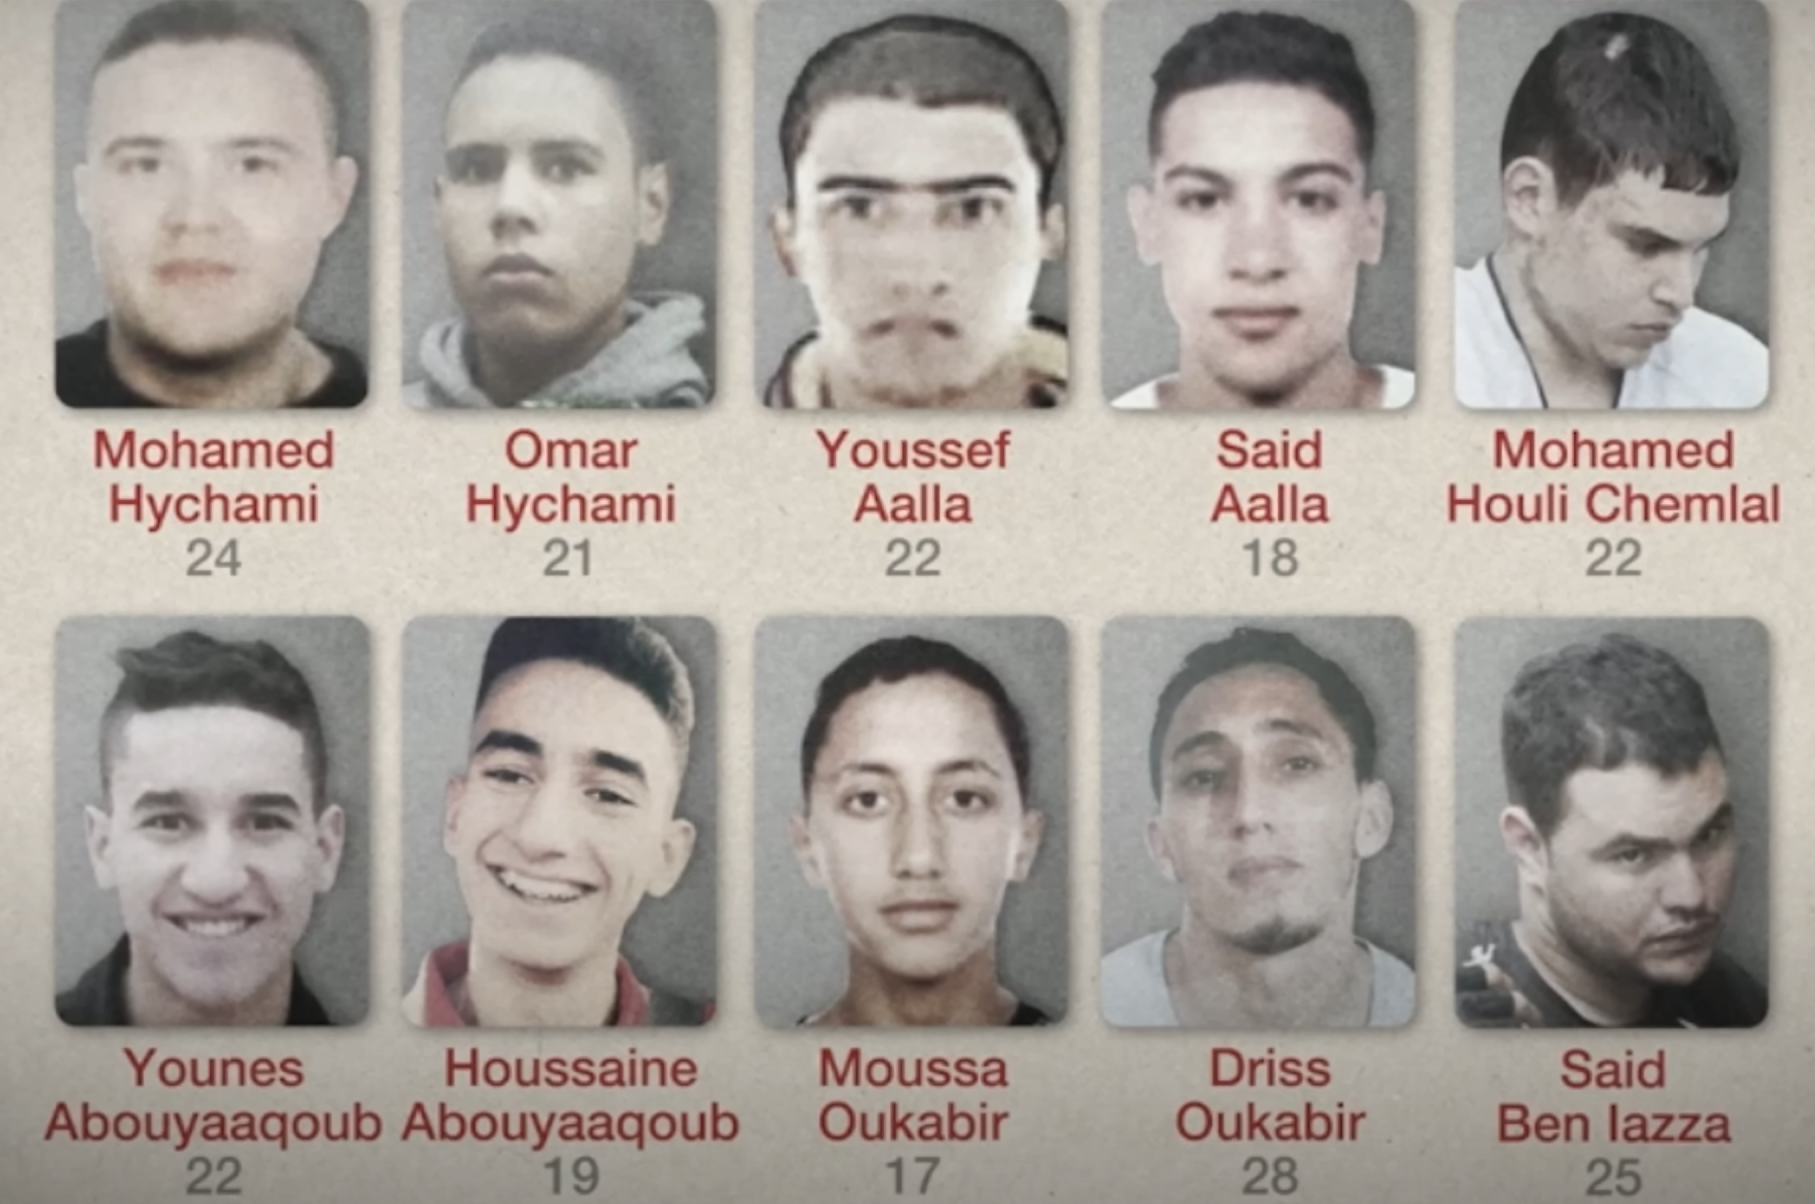 Mohamed
Hychami
24
Omar
Hychami
21
Youssef
Aalla
22
Said
Aalla
18
Mohamed
Houli Chemlal
22
Younes
Abouyaaqoub
22
Houssaine
Abouyaaqoub
19
Moussa
Oukabir
17
Driss
Oukabir
28
Said
Ben Iazza
25